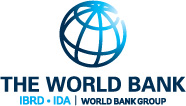 THE WORLD BANK
IBRD • IDA | WORLD BANK GROUP